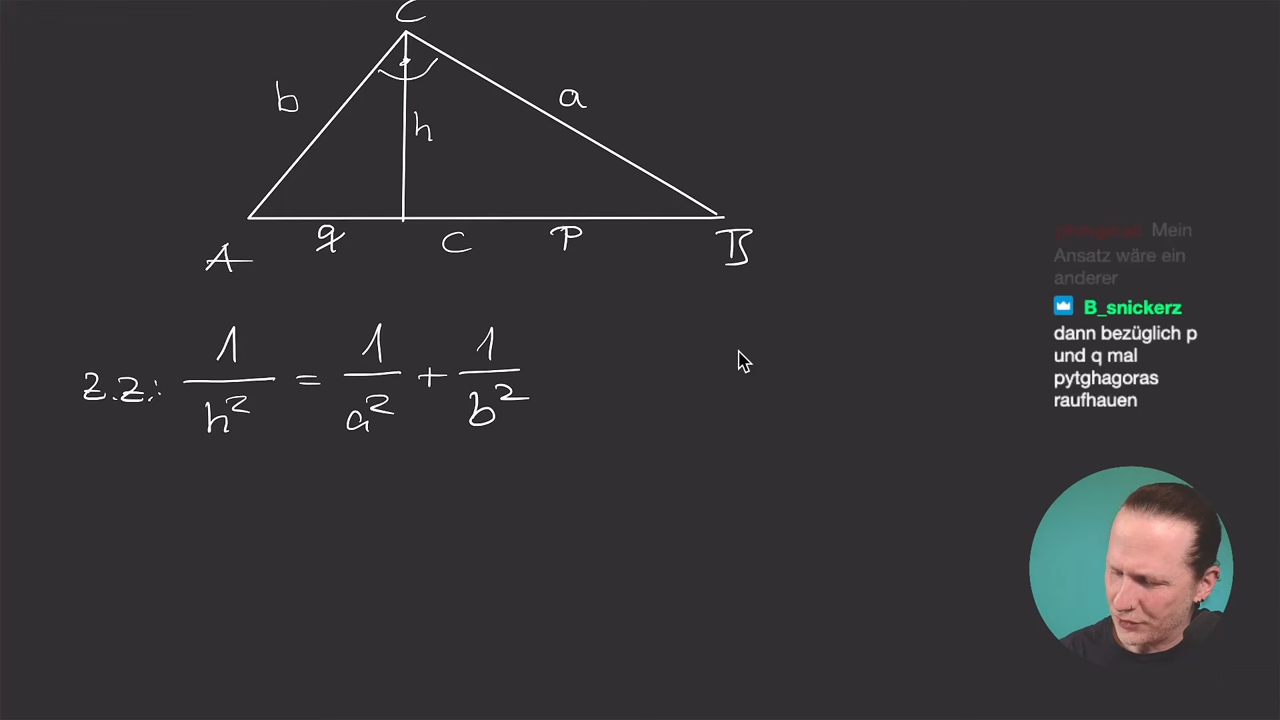 C
b
a
h
q
c
p
A
B
z.z.: 1/h² = 1/a² + 1/b²
Mein
Ansatz wäre ein
anderer
B_snickerz
dann bezüglich p
und q mal
pytghagoras
raufhauen